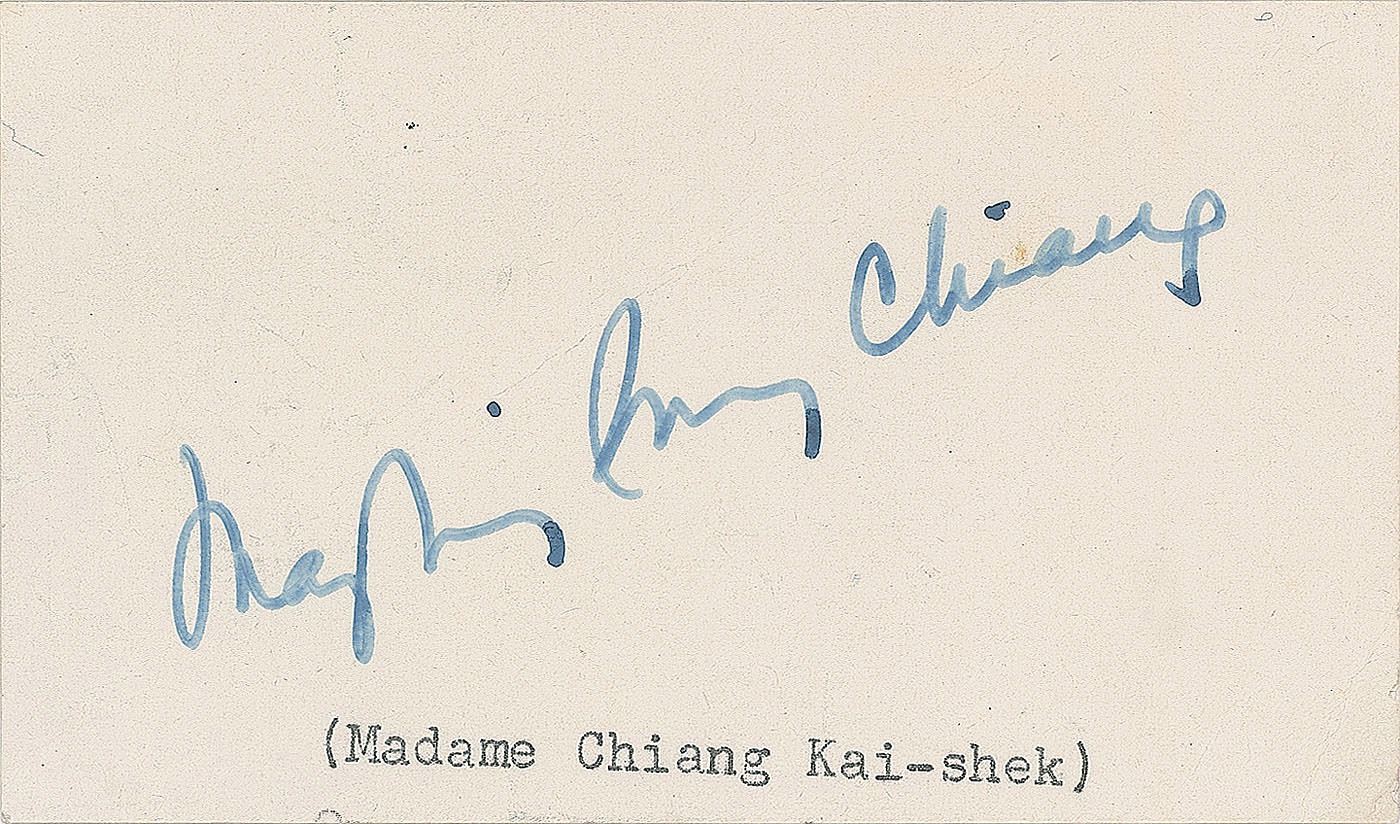 Mayling Soong Chiang
(Madame Chiang Kai-shek)